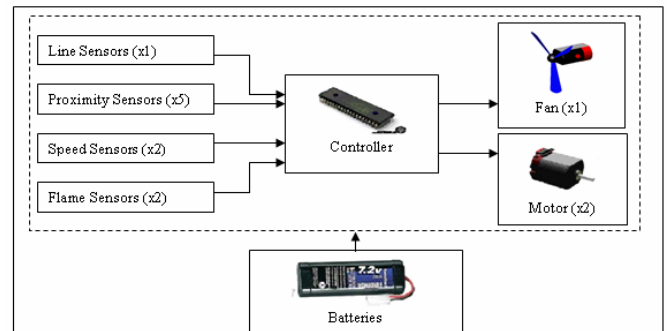 Line Sensors (x1)
Proximity Sensors (x5)
Speed Sensors (x2)
Flame Sensors (x2)
Controller
Fan (x1)
Motor (x2)
7.2v
Batteries